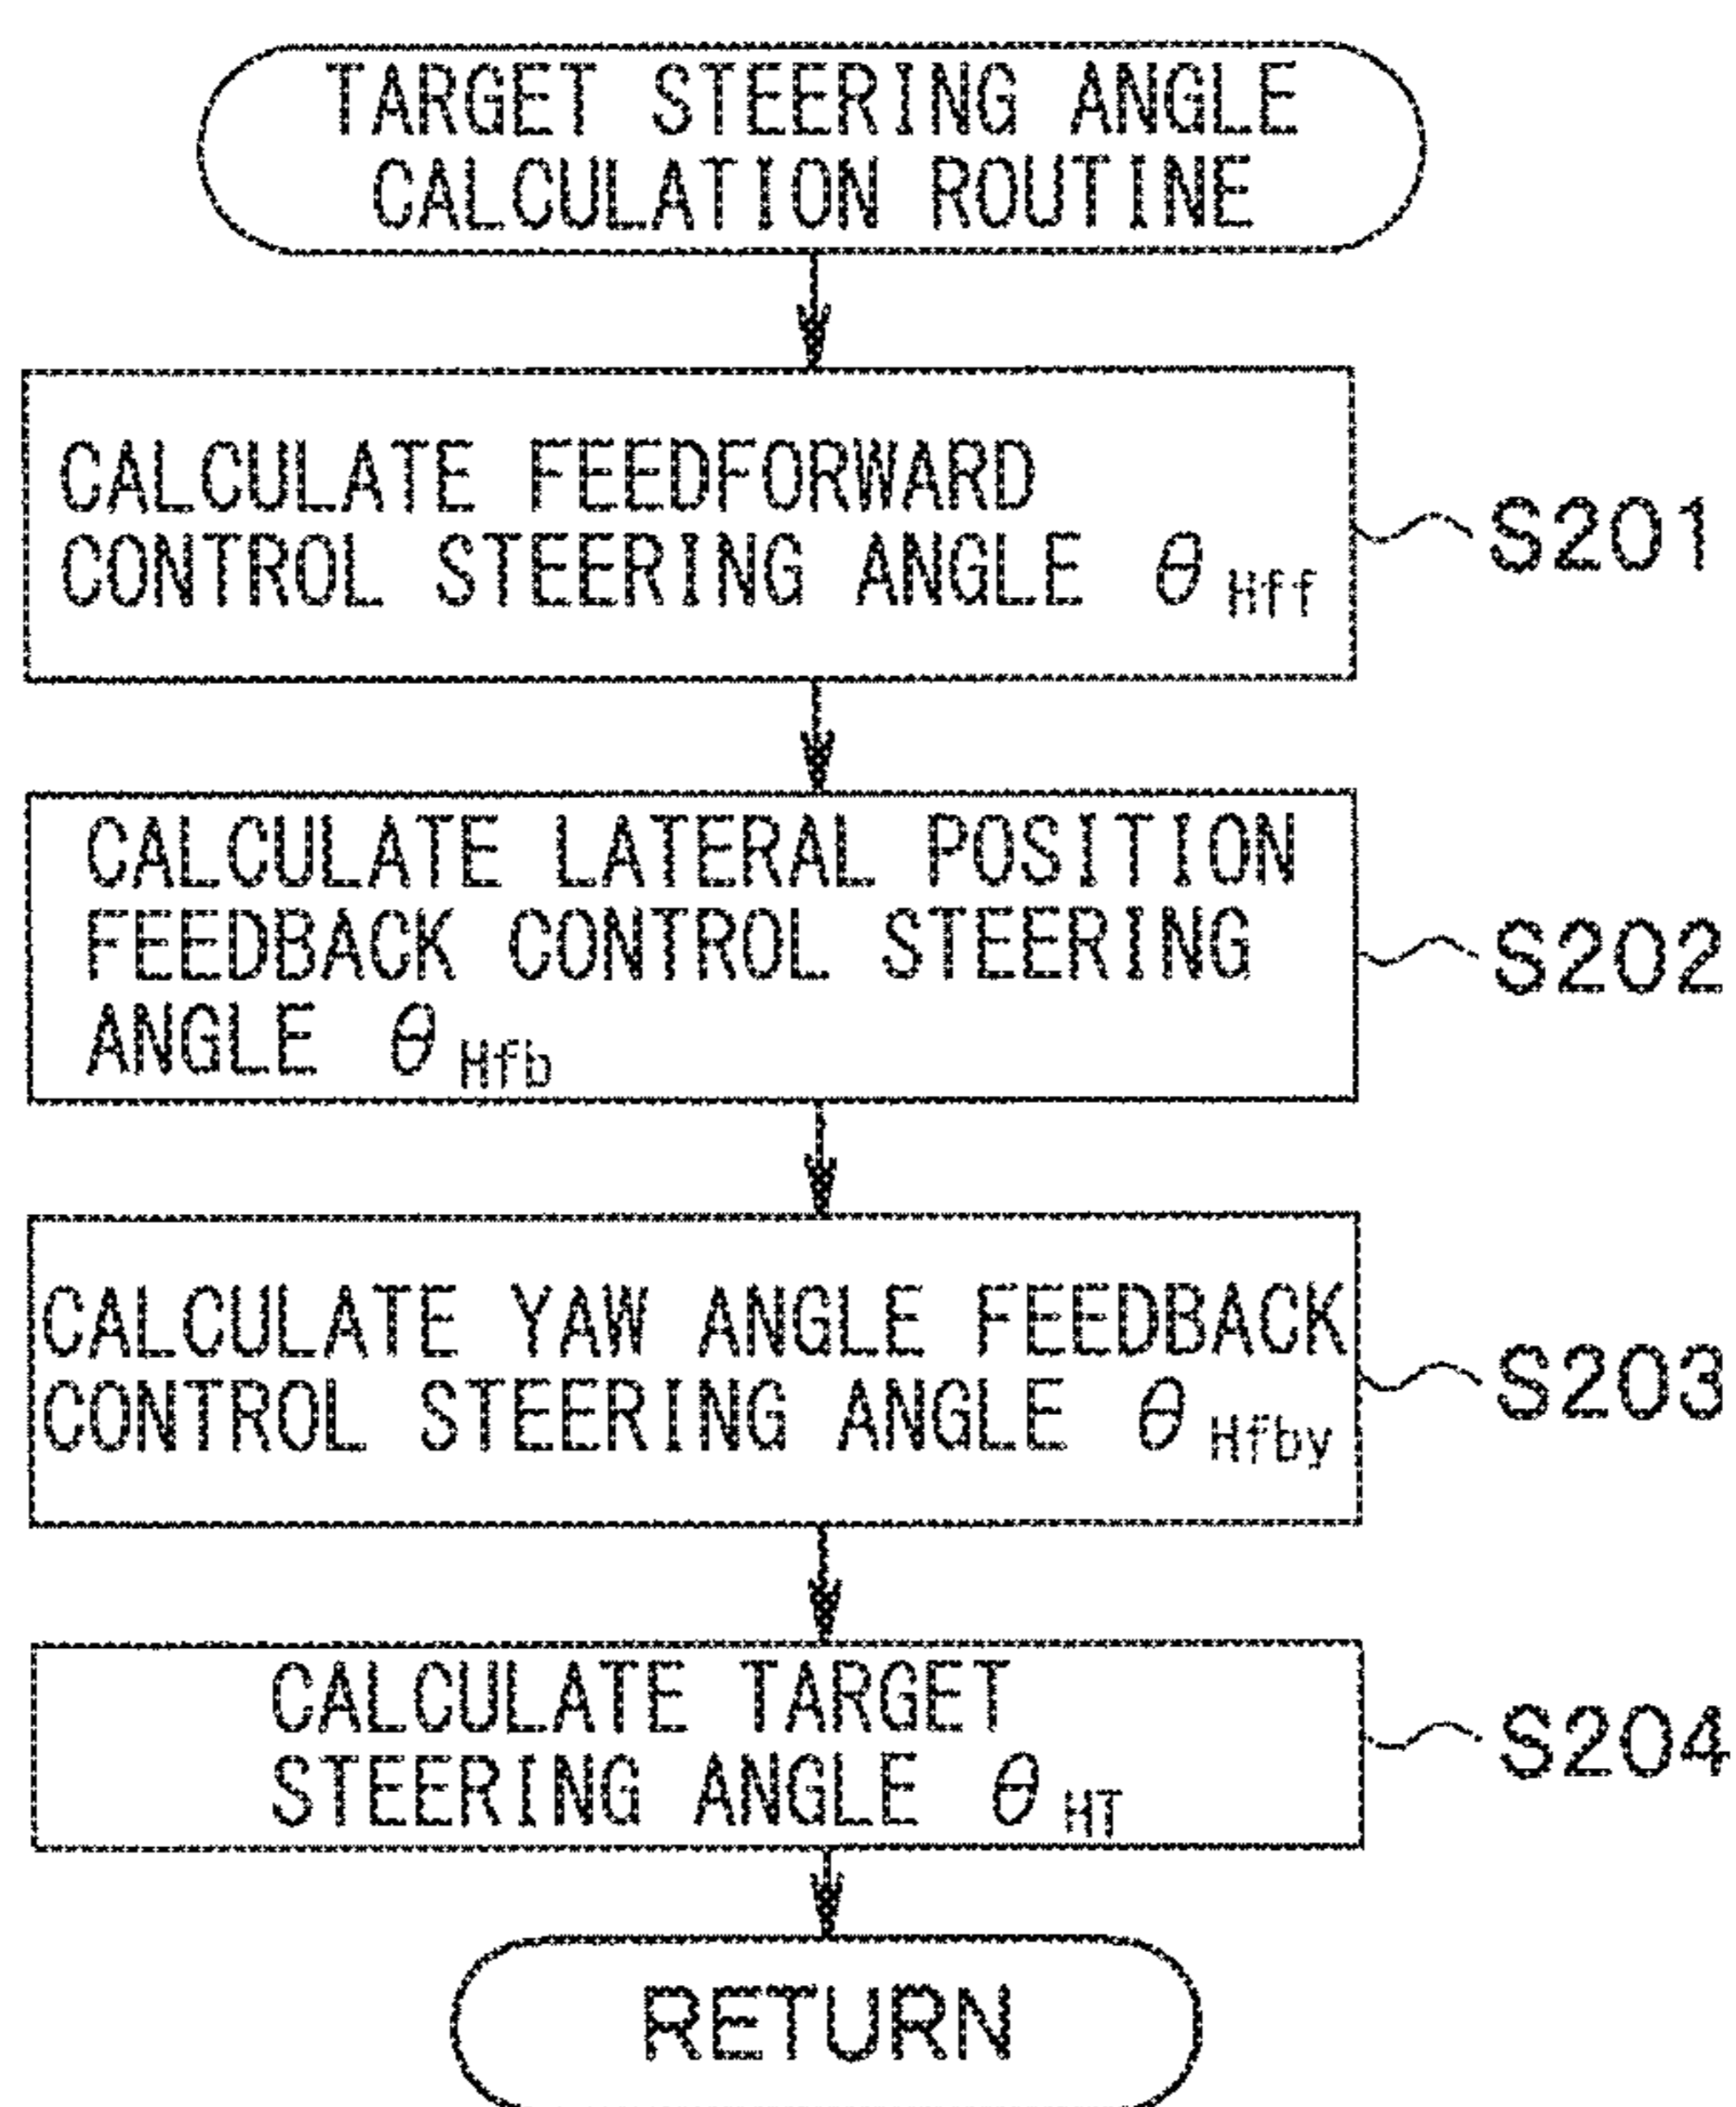 TARGET STEERING ANGLE
CALCULATION ROUTINE
CALCULATE FEEDFORWARD
CONTROL STEERING ANGLE θHff
S201
CALCULATE LATERAL POSITION
FEEDBACK CONTROL STEERING
ANGLE θHfb
S202
CALCULATE YAW ANGLE FEEDBACK
CONTROL STEERING ANGLE θHfby
S203
CALCULATE TARGET
STEERING ANGLE θHT
S204
RETURN